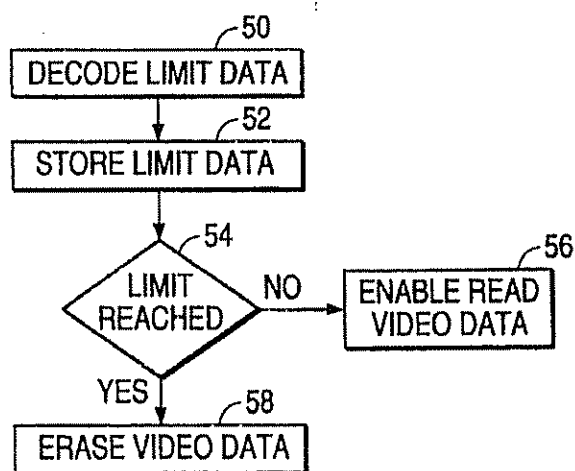 50
DECODE LIMIT DATA
52
STORE LIMIT DATA
54
LIMIT
REACHED
NO
56
ENABLE READ
VIDEO DATA
YES
58
ERASE VIDEO DATA